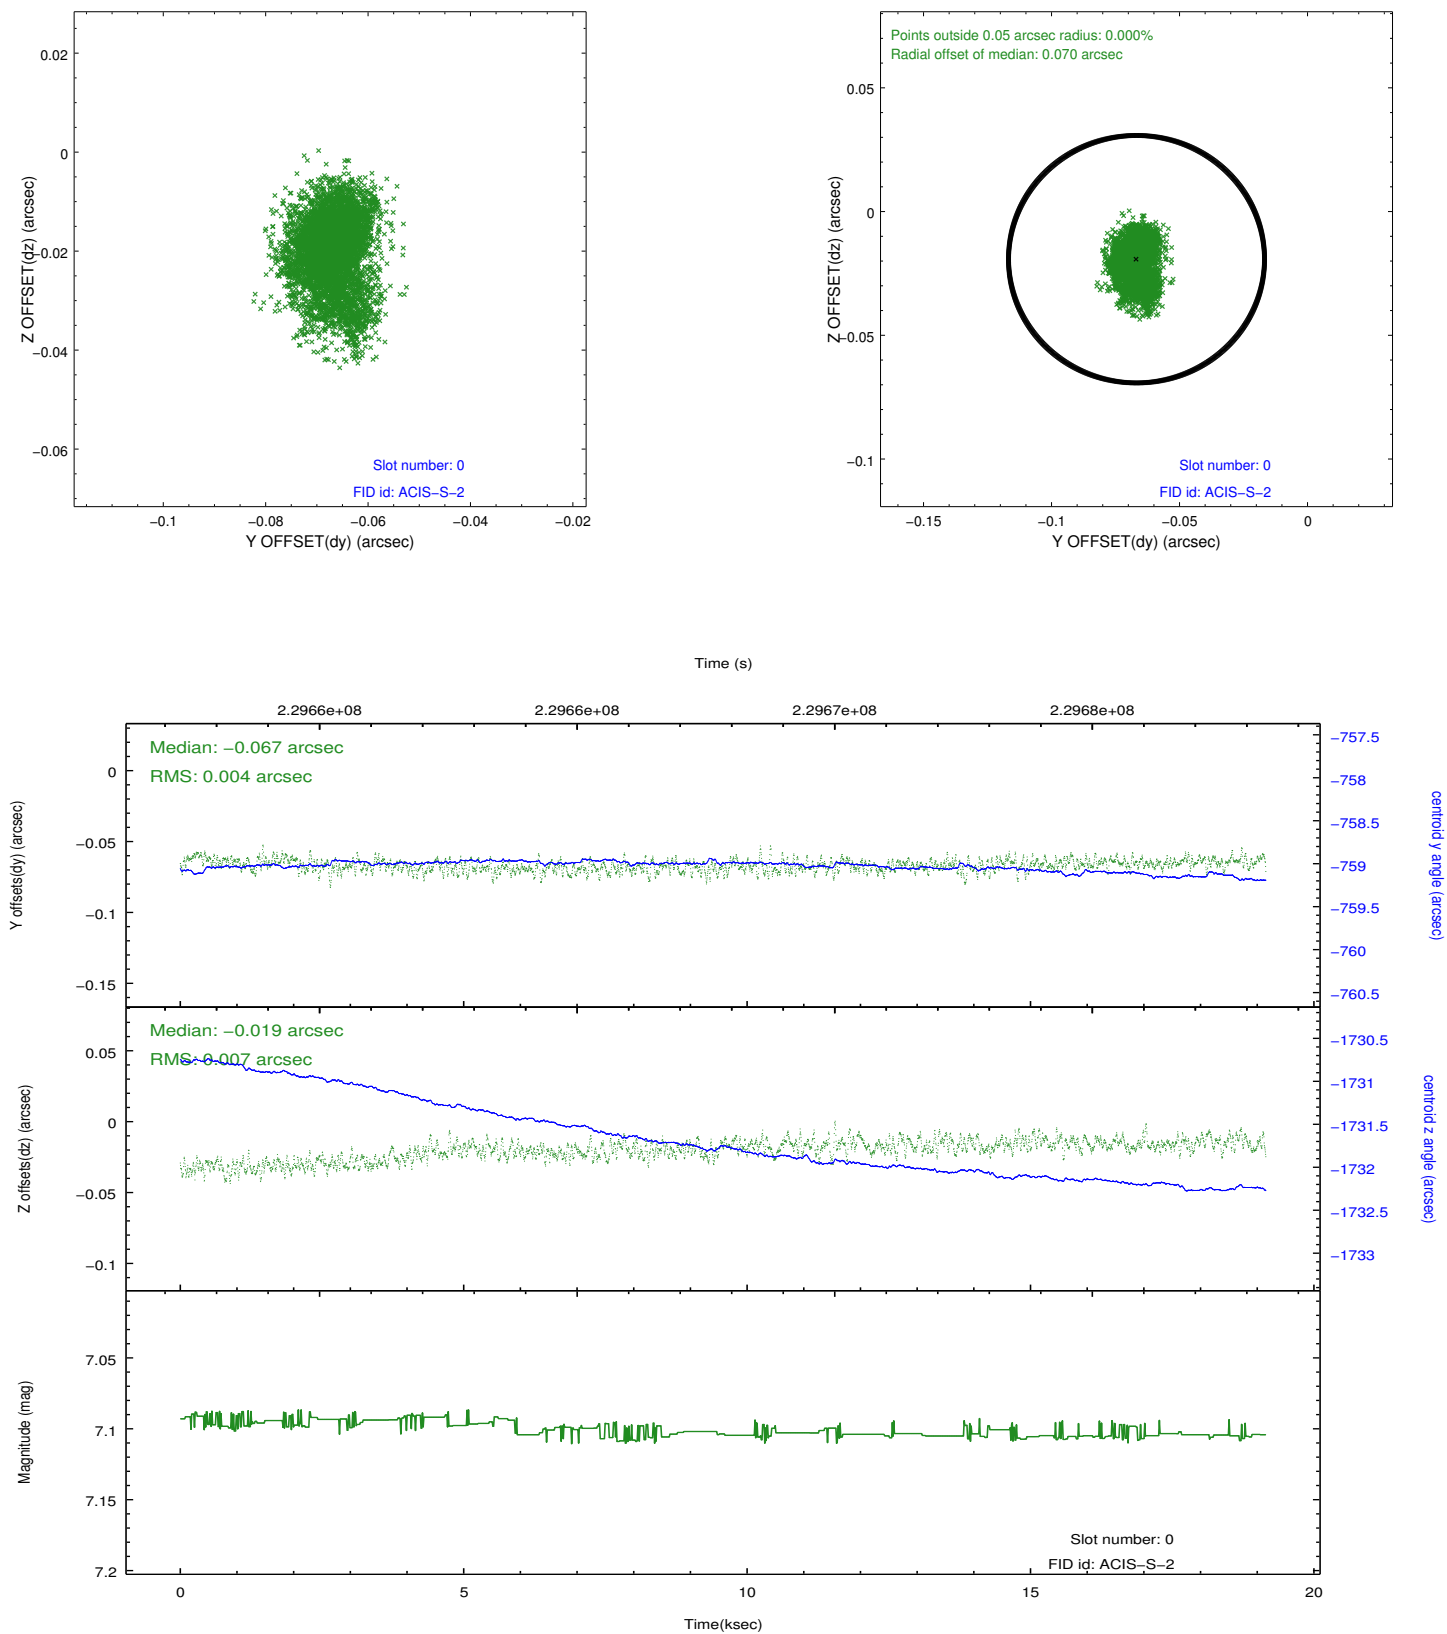 0.02
0
−0.02
−0.04
−0.06
Z OFFSET(dz) (arcsec)
Slot number: 0
FID id: ACIS−S−2
−0.1
−0.08
−0.06
−0.04
−0.02
Y OFFSET(dy) (arcsec)
Points outside 0.05 arcsec radius: 0.000%
Radial offset of median: 0.070 arcsec
0.05
0
−0.05
−0.1
Z OFFSET(dz) (arcsec)
Slot number: 0
FID id: ACIS−S−2
−0.15
−0.1
−0.05
0
Y OFFSET(dy) (arcsec)
Time (s)
2.2966e+08
2.2966e+08
2.2967e+08
2.2968e+08
Median: −0.067 arcsec
RMS: 0.004 arcsec
0
−0.05
−0.1
−0.15
Y offsets(dy) (arcsec)
−757.5
−758
−758.5
−759
−759.5
−760
−760.5
centroid y angle (arcsec)
Median: −0.019 arcsec
RMS: 0.007 arcsec
0.05
0
−0.05
−0.1
Z offsets(dz) (arcsec)
−1730.5
−1731
−1731.5
−1732
−1732.5
−1733
centroid z angle (arcsec)
7.05
7.1
7.15
7.2
Magnitude (mag)
Slot number: 0
FID id: ACIS−S−2
0
5
10
15
20
Time(ksec)